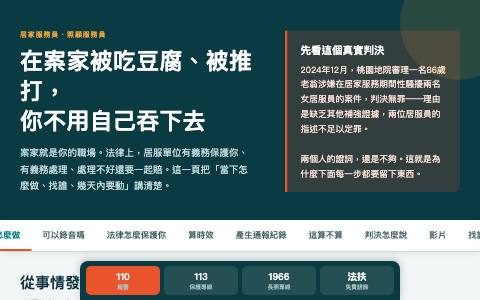 居家服務員・照顧服務員
在案家被吃豆腐、被推
打，
你不用自己吞下去
案家就是你的職場。法律上，居服單位有義務保護你、
有義務處理、處理不好還要一起賠。這一頁把「當下怎
麼做、找誰、幾天內要動」講清楚。
先看這個真實判決
2024年12月，桃園地院審理一名86歲
老翁涉嫌在居家服務期間性騷擾兩名
女居服員的案件，判決無罪——理由
是缺乏其他補強證據，兩位居服員的
指述不足以定罪。
兩個人的證詞，還是不夠。這就是為
什麼下面每一步都要留下東西。
怎麼做 可以錄音嗎 法律怎麼保護你 算時效 產生通報紀錄 這算不算 判決怎麼說 影片
從事情發
110 113 1966 法扶
報警 保護專線 長照專線 免費諮詢